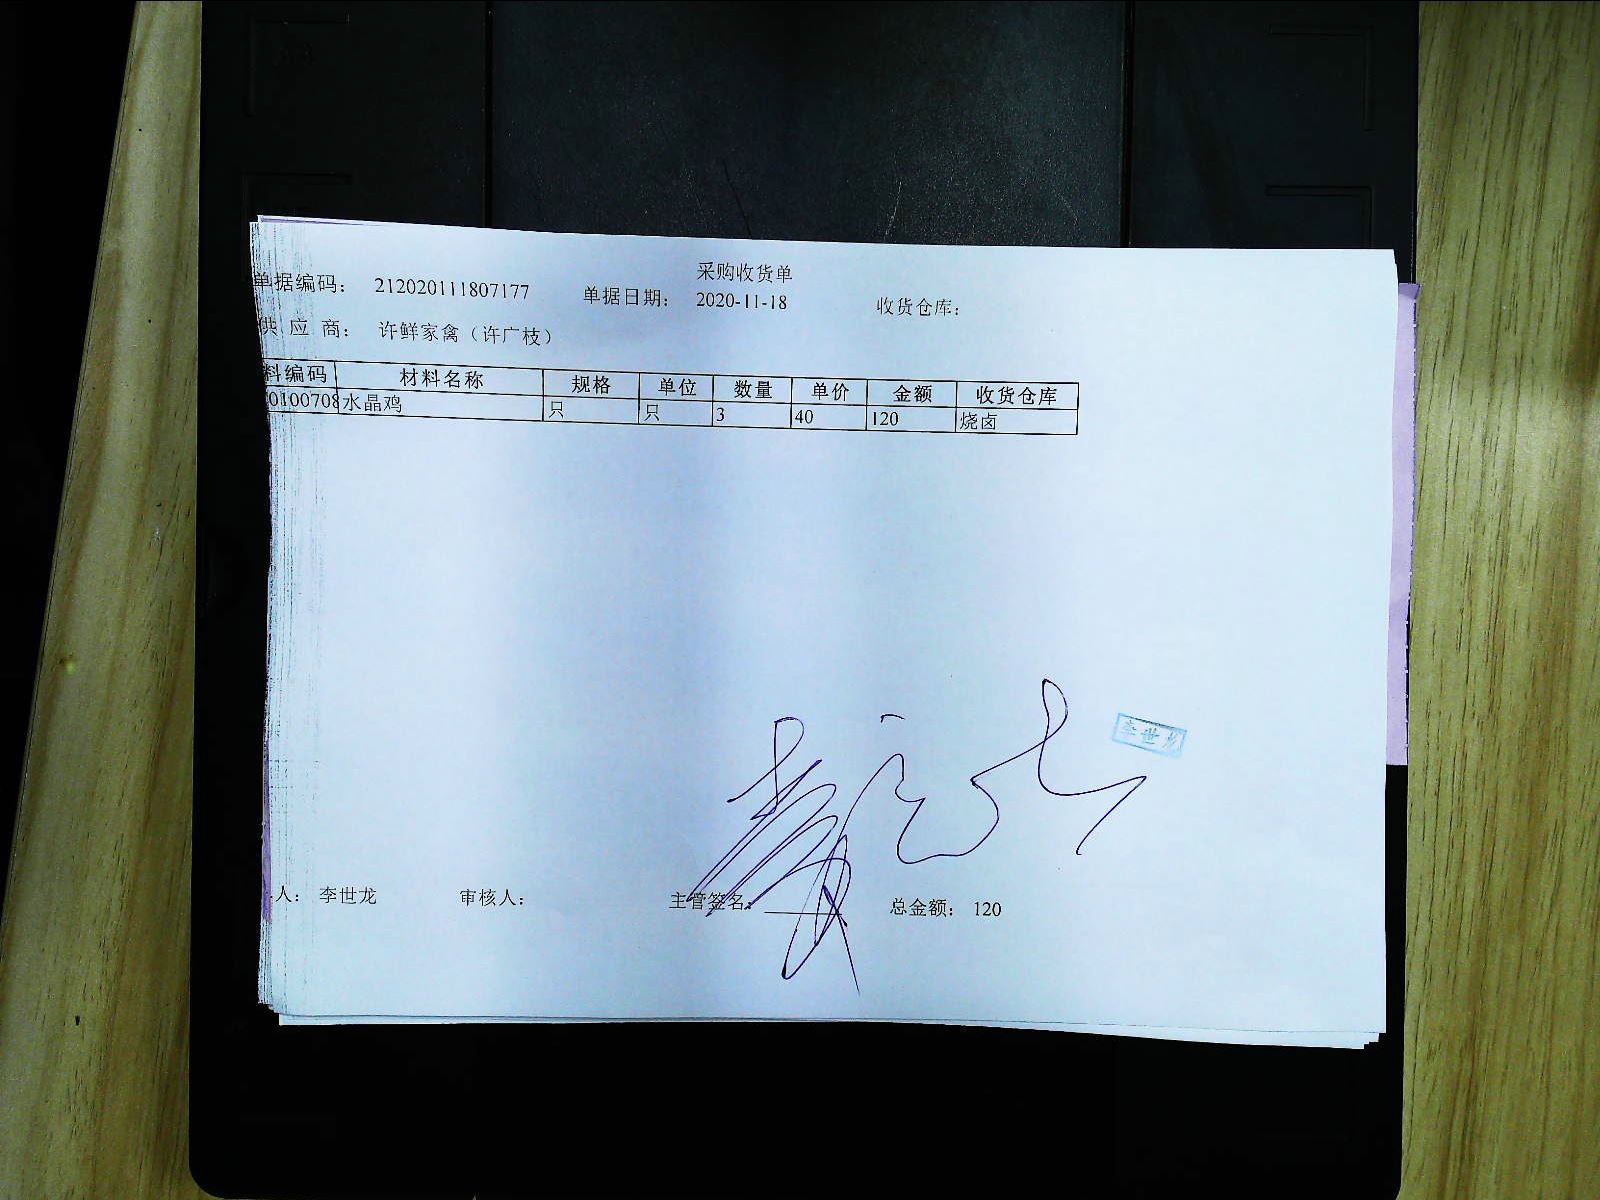 采购收货单
单据编码： 212020111807177 单据日期： 2020-11-18 收货仓库：
供 应 商： 许鲜家禽（许广枝）
料编码 材料名称 规格 单位 数量 单价 金额 收货仓库
0100708 水晶鸡 只 只 3 40 120 烧卤
李世龙
人： 李世龙 审核人： 主管签名： 总金额： 120